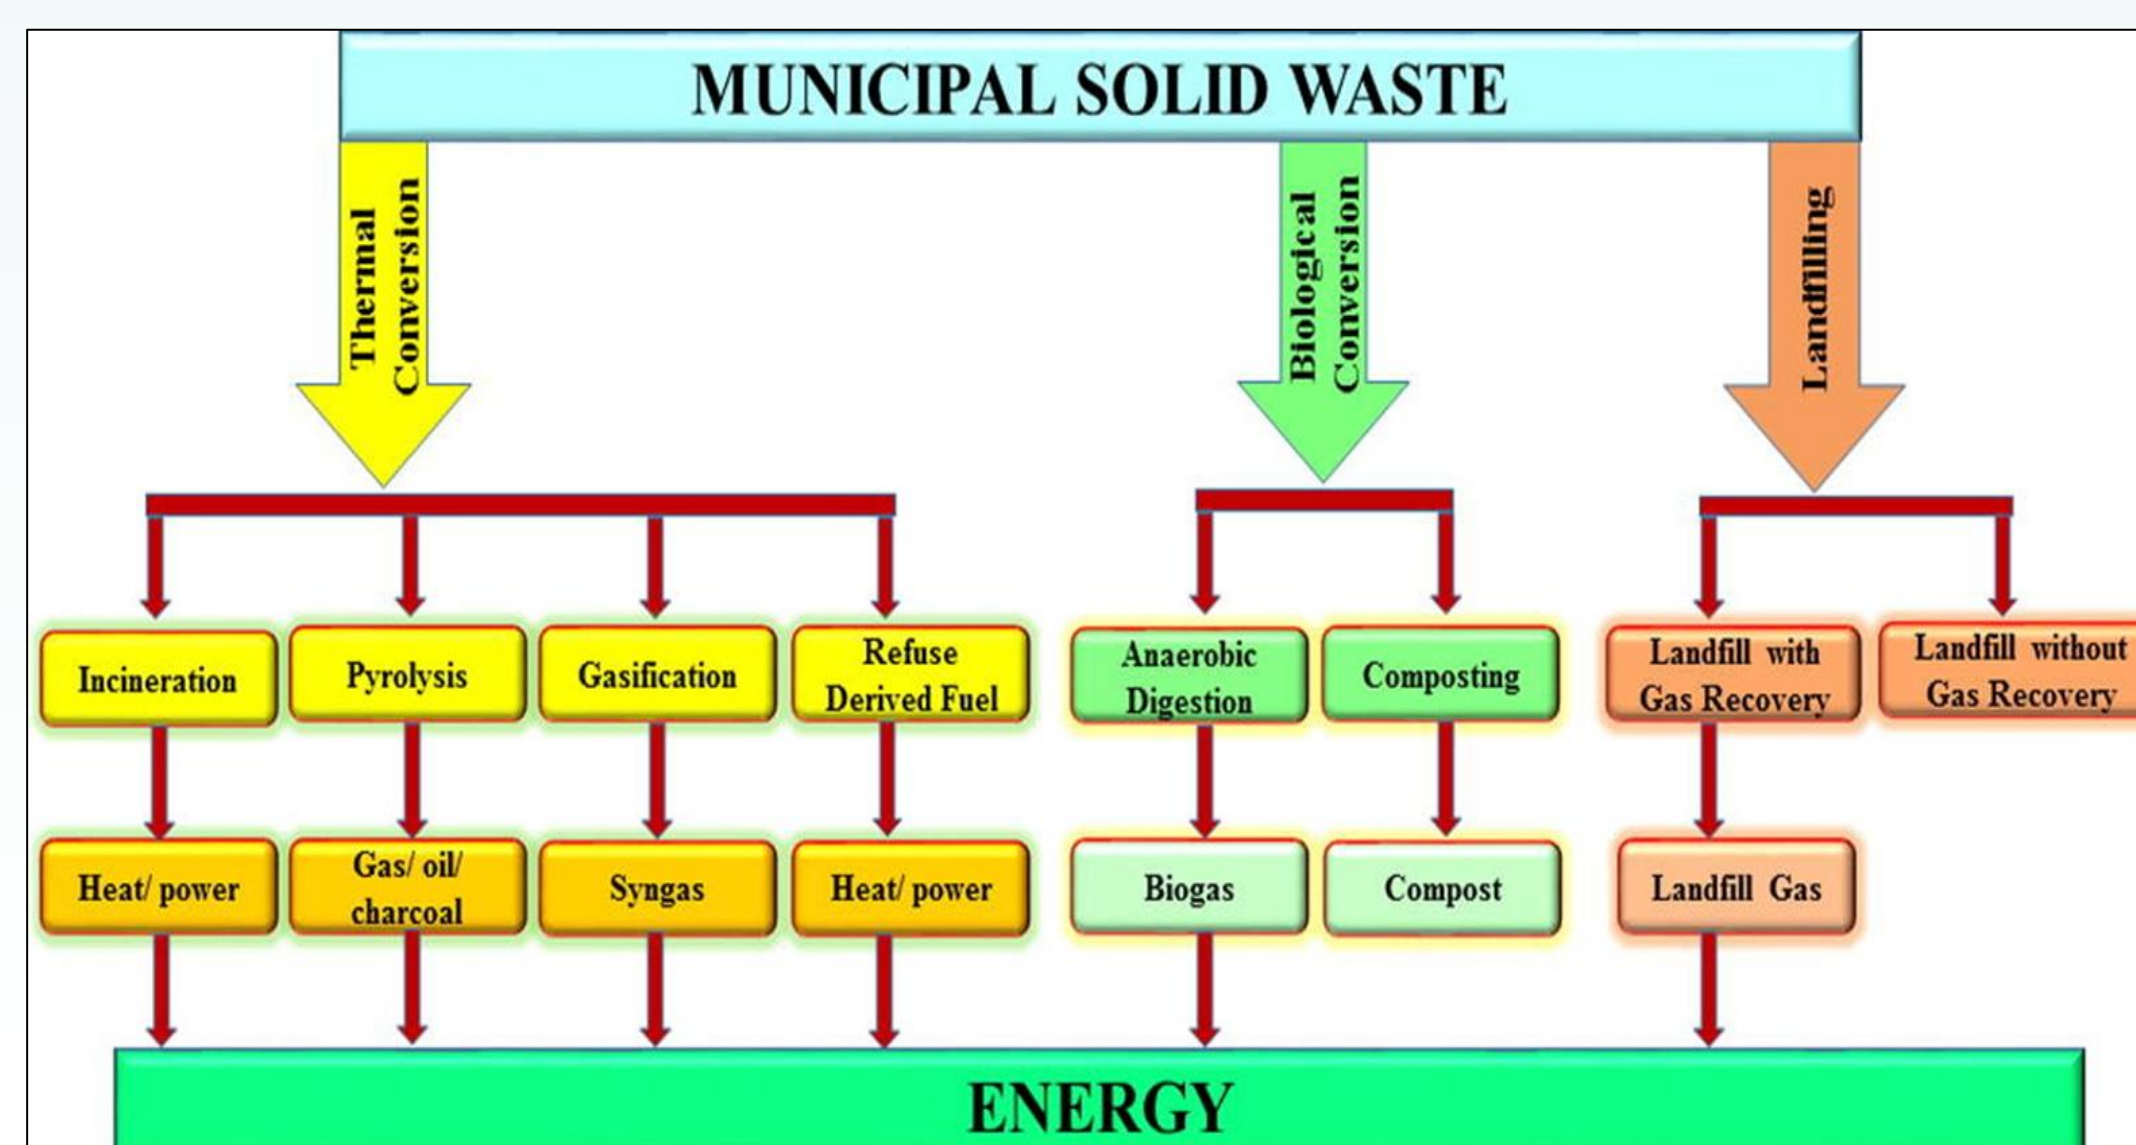 MUNICIPAL SOLID WASTE
Thermal
Conversion
Biological
Conversion
Landfilling
Incineration
Pyrolysis
Gasification
Refuse
Derived Fuel
Anaerobic
Digestion
Composting
Landfill with
Gas Recovery
Landfill without
Gas Recovery
Heat/ power
Gas/ oil/
charcoal
Syngas
Heat/ power
Biogas
Compost
Landfill Gas
ENERGY